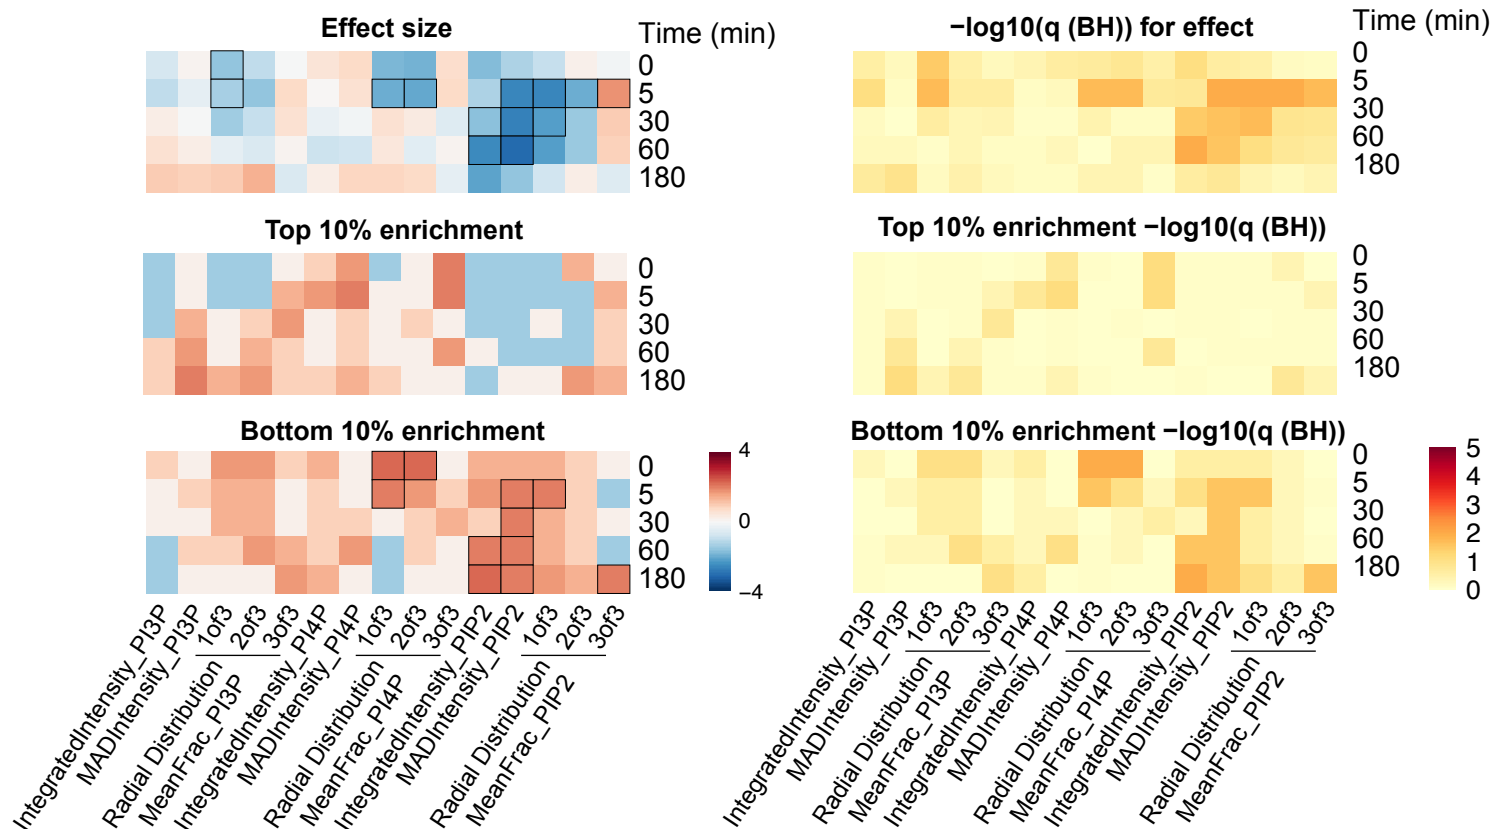 Effect size
Time (min)
0
5
30
60
180
−log10(q (BH)) for effect
Time (min)
0
5
30
60
180
Top 10% enrichment
0
5
30
60
180
Top 10% enrichment −log10(q (BH))
0
5
30
60
180
Bottom 10% enrichment
0
5
30
60
180
4
0
−4
Bottom 10% enrichment −log10(q (BH))
0
5
30
60
180
5
4
3
2
1
0
IntegratedIntensity_PI3P
MADIntensity_PI3P
1of3
2of3
3of3
Radial Distribution
MeanFrac_PI3P
IntegratedIntensity_PI4P
MADIntensity_PI4P
1of3
2of3
3of3
Radial Distribution
MeanFrac_PI4P
IntegratedIntensity_PIP2
MADIntensity_PIP2
1of3
2of3
3of3
Radial Distribution
MeanFrac_PIP2
IntegratedIntensity_PI3P
MADIntensity_PI3P
1of3
2of3
3of3
Radial Distribution
MeanFrac_PI3P
IntegratedIntensity_PI4P
MADIntensity_PI4P
1of3
2of3
3of3
Radial Distribution
MeanFrac_PI4P
IntegratedIntensity_PIP2
MADIntensity_PIP2
1of3
2of3
3of3
Radial Distribution
MeanFrac_PIP2